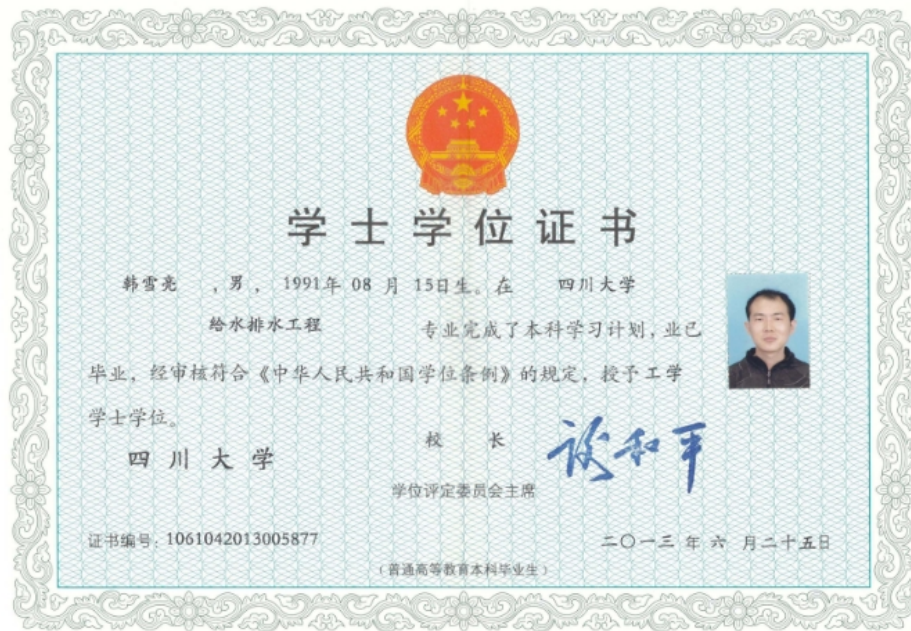 学士学位证书
韩雪亮 ，男， 1991年 08 月 15日生。在 四川大学
给水排水工程 专业完成了本科学习计划，业已
毕业，经审核符合《中华人民共和国学位条例》的规定，授予工学
学士学位。
校 长 谢和平
四川大学
学位评定委员会主席
证书编号：1061042013005877
二〇一三 年 六 月二十五日
（普通高等教育本科毕业生）